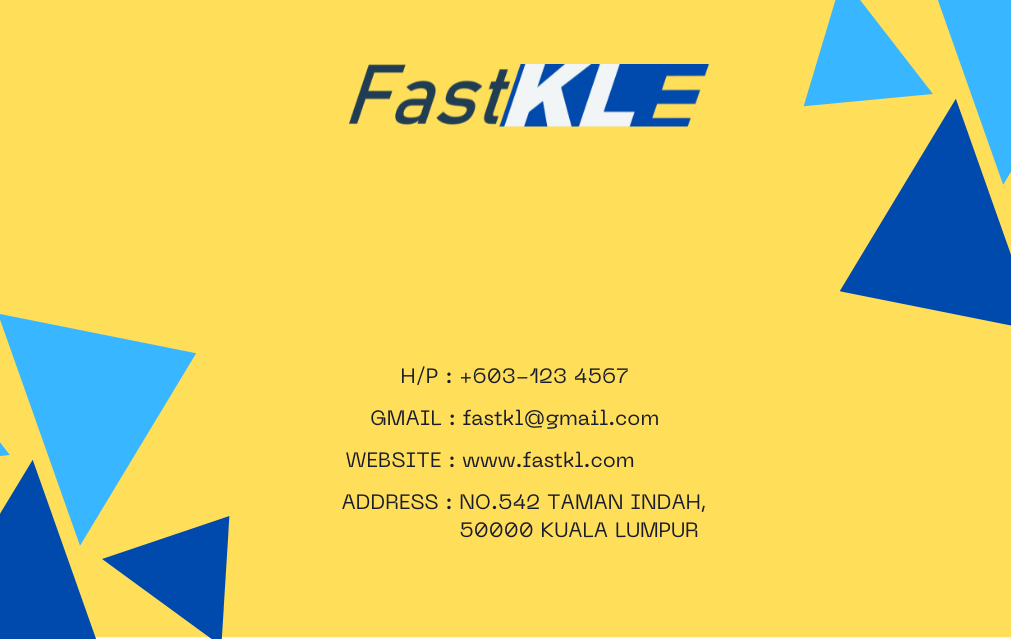 FastKLE
H/P : +603-123 4567
GMAIL : fastkl@gmail.com
WEBSITE : www.fastkl.com
ADDRESS : NO.542 TAMAN INDAH,
50000 KUALA LUMPUR